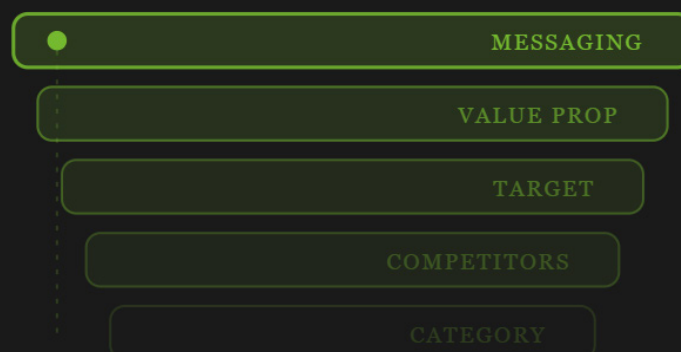 MESSAGING
VALUE PROP
TARGET
COMPETITORS
CATEGORY